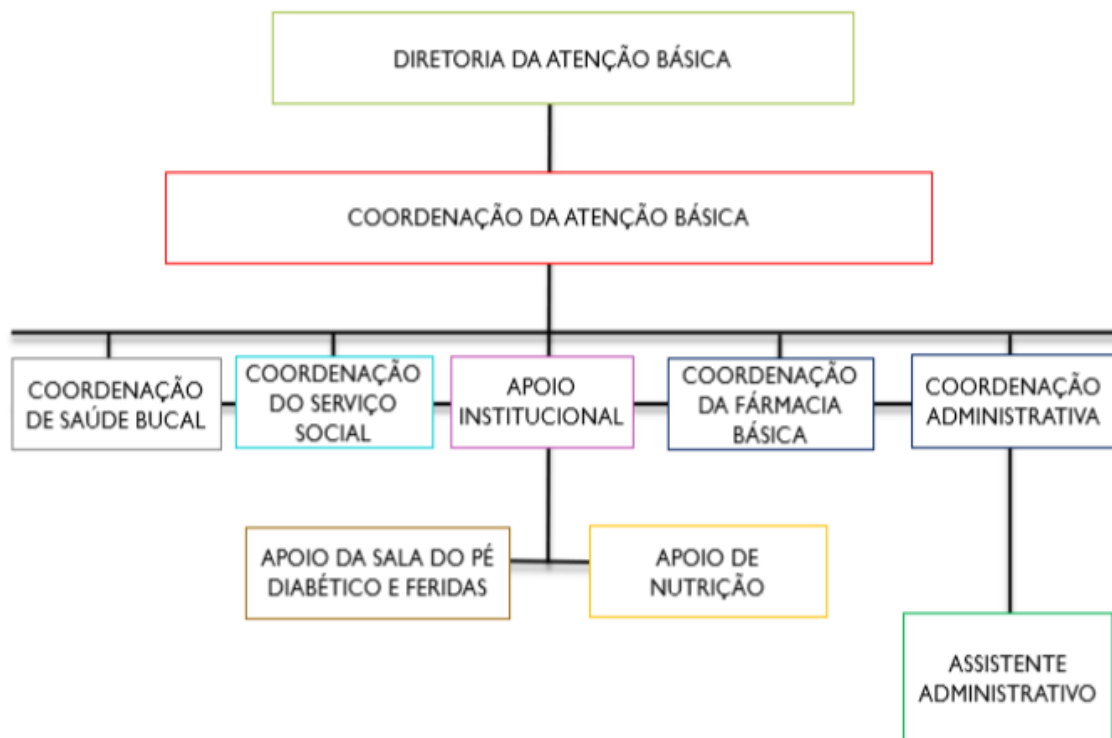 DIRETORIA DA ATENÇÃO BÁSICA
COORDENAÇÃO DA ATENÇÃO BÁSICA
COORDENAÇÃO
DE SAÚDE BUCAL
COORDENAÇÃO
DO SERVIÇO
SOCIAL
APOIO
INSTITUCIONAL
COORDENAÇÃO
DA FÁRMACIA
BÁSICA
COORDENAÇÃO
ADMINISTRATIVA
APOIO DA SALA DO PÉ
DIABÉTICO E FERIDAS
APOIO DE
NUTRIÇÃO
ASSISTENTE
ADMINISTRATIVO